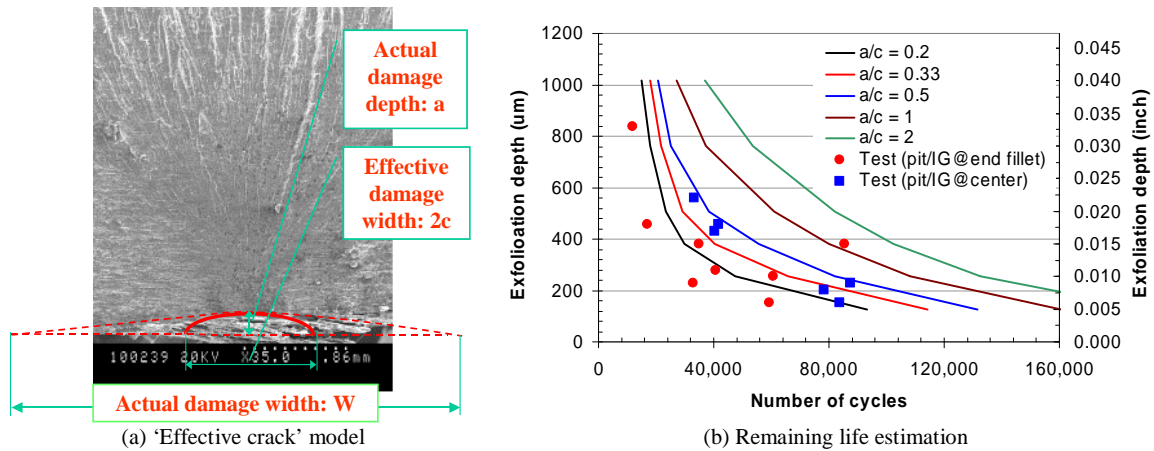 Actual
damage
depth: a
Effective
damage
width: 2c
100239 20KV X35.0 .86mm
Actual damage width: W
(a) ‘Effective crack’ model
1200
1000
800
600
400
200
0
Exfolioation depth (um)
0
40,000
80,000
120,000
160,000
Number of cycles
0.045
0.040
0.035
0.030
0.025
0.020
0.015
0.010
0.005
0.000
Exfoliation depth (inch)
a/c = 0.2
a/c = 0.33
a/c = 0.5
a/c = 1
a/c = 2
Test (pit/IG@end fillet)
Test (pit/IG@center)
(b) Remaining life estimation